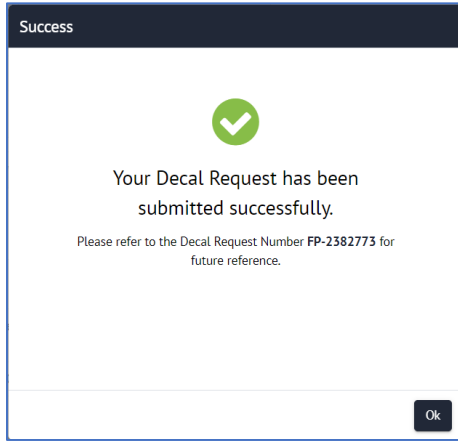 Success
Your Decal Request has been
submitted successfully.
Please refer to the Decal Request Number FP-2382773 for
future reference.
Ok